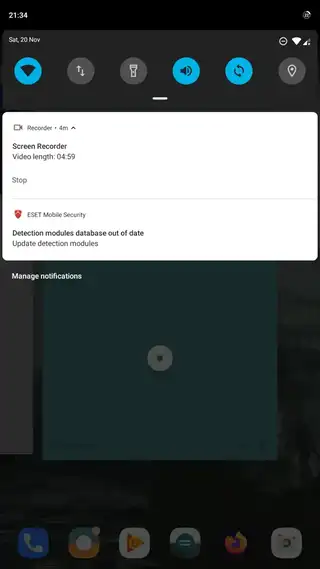 21:34
Sat, 20 Nov
Recorder • 4m
Screen Recorder
Video length: 04:59
Stop
ESET Mobile Security
Detection modules database out of date
Update detection modules
Manage notifications